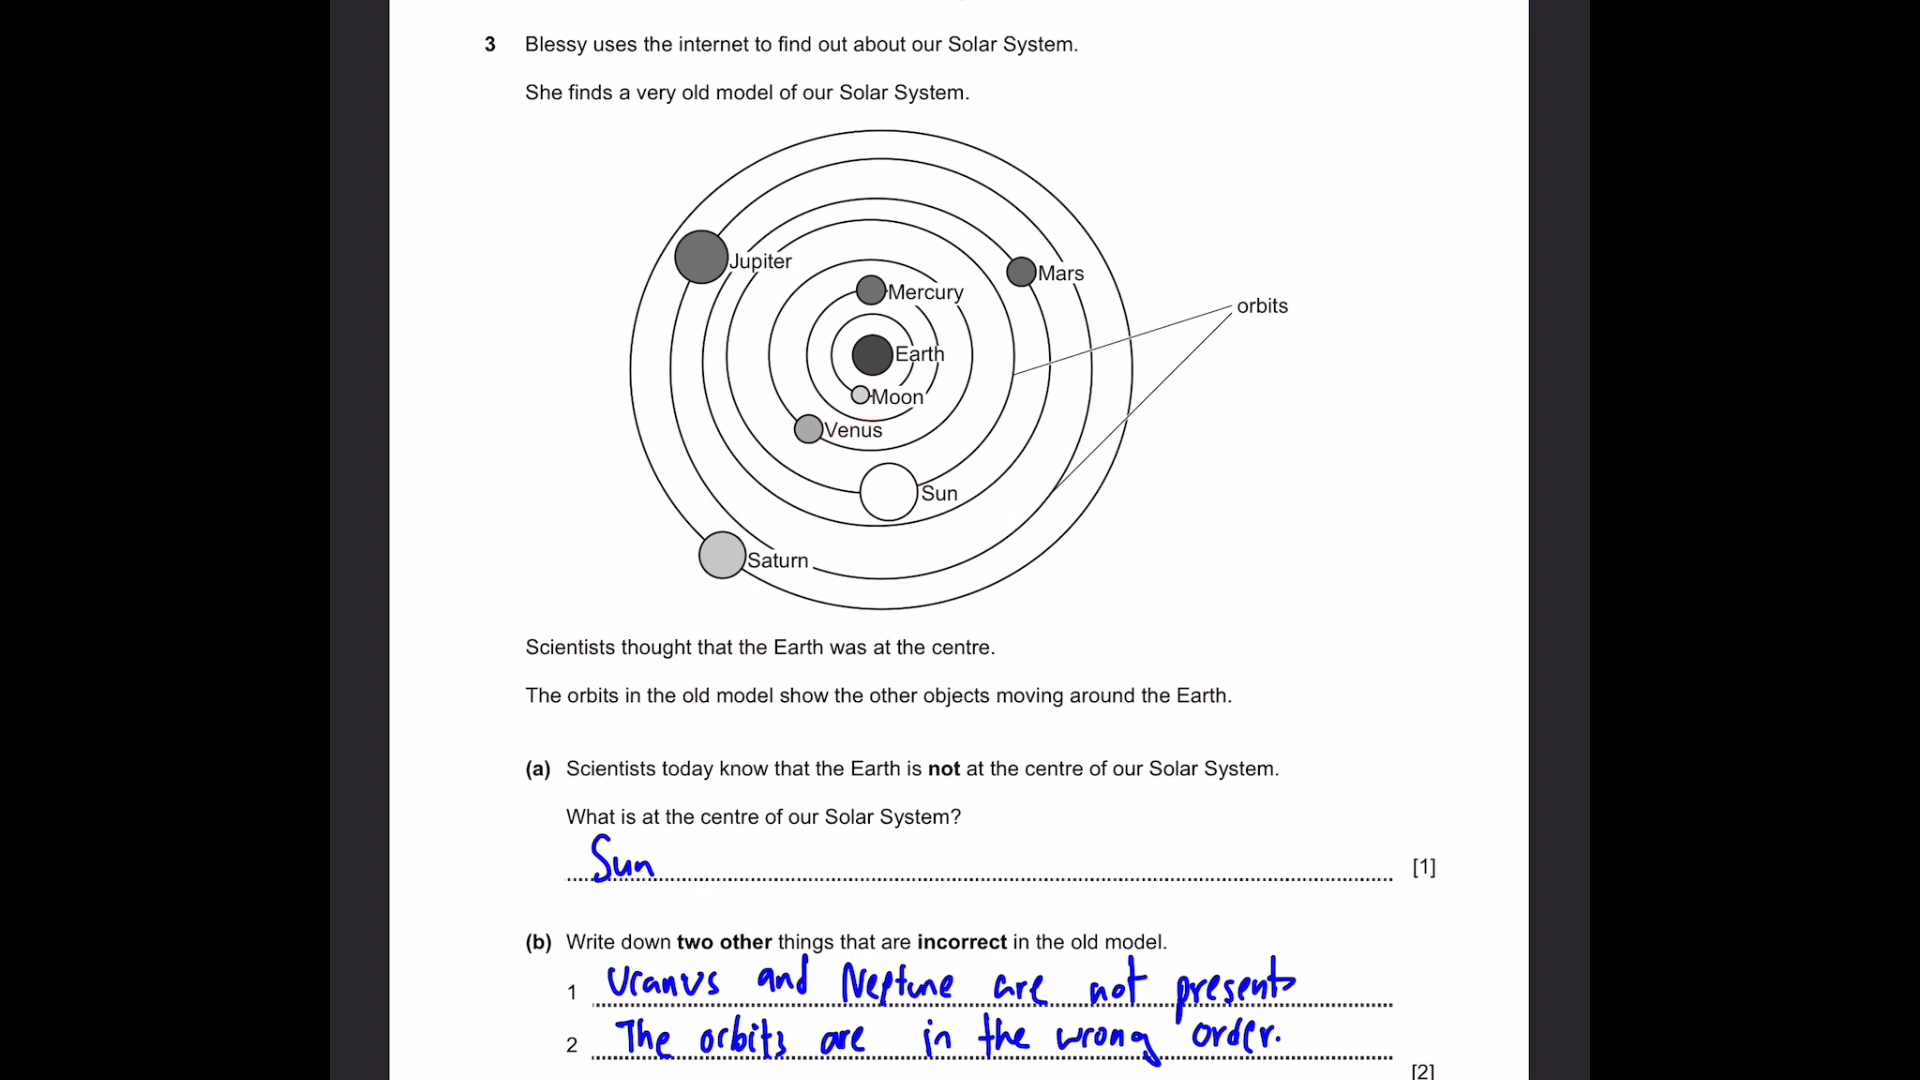 3 Blessy uses the internet to find out about our Solar System.
She finds a very old model of our Solar System.
Jupiter
Mercury
Mars
orbits
Earth
Moon
Venus
Sun
Saturn
Scientists thought that the Earth was at the centre.
The orbits in the old model show the other objects moving around the Earth.
(a) Scientists today know that the Earth is not at the centre of our Solar System.
What is at the centre of our Solar System?
Sun [1]
(b) Write down two other things that are incorrect in the old model.
1 Uranus and Neptune are not present
2 The orbits are in the wrong order.
[2]